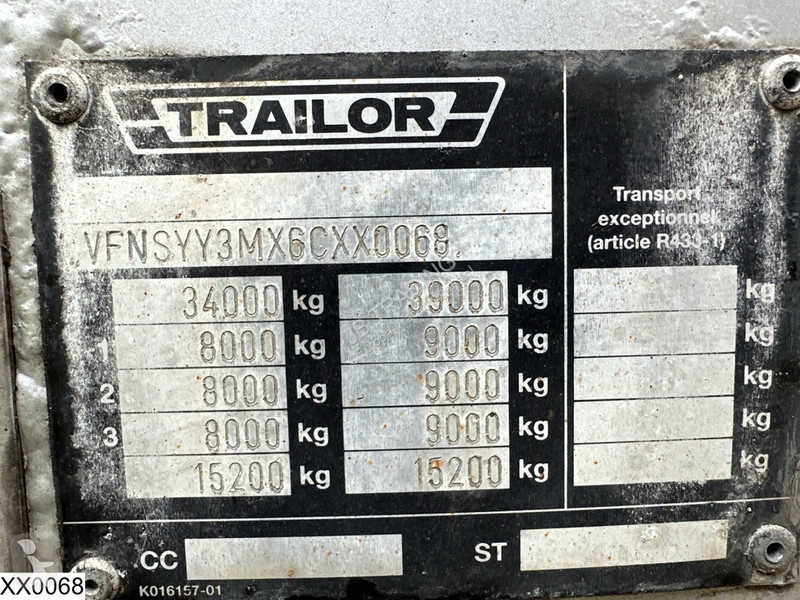 TRAILOR
Transport
exceptionnel
(article R433-1)
VFNSYY3MX6CXX0068
34000 kg 39000 kg kg
1 8000 kg 9000 kg kg
2 8000 kg 9000 kg kg
3 8000 kg 9000 kg kg
15200 kg 15200 kg kg
CC ST
K016157-01
XX0068